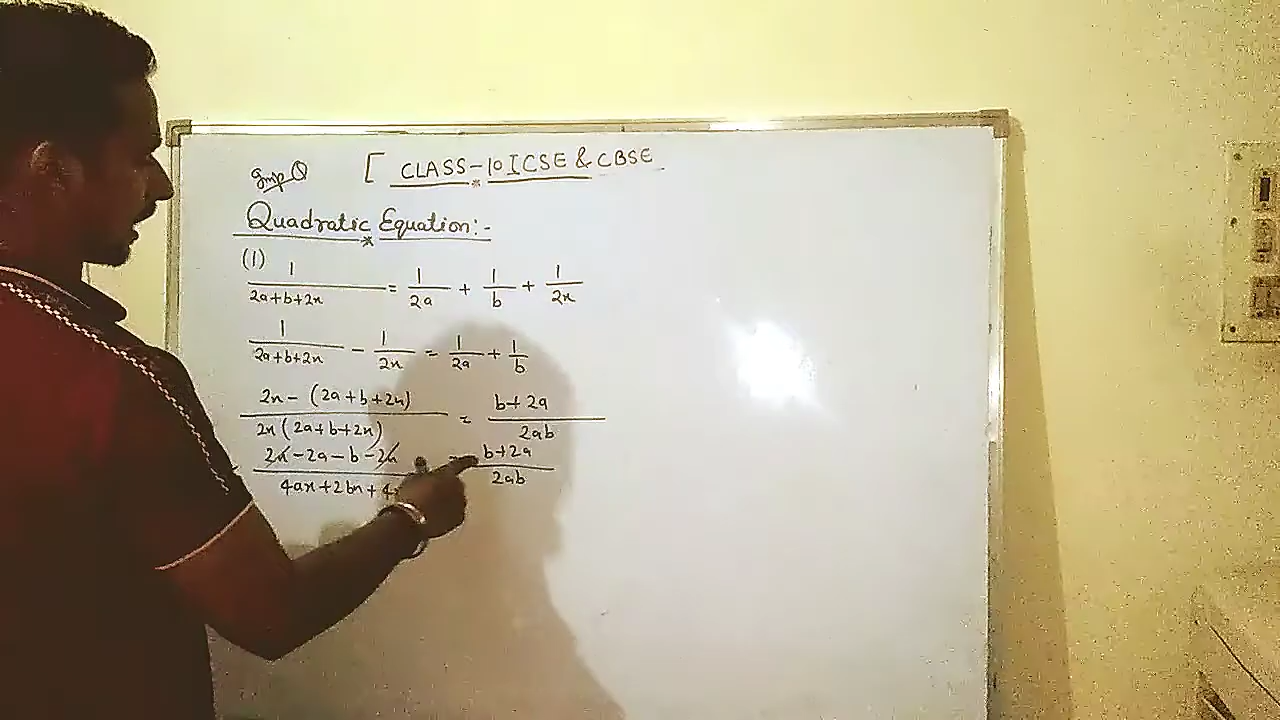 Imp Q [ CLASS-10 ICSE & CBSE
Quadratic Equation:-
(1) 1/(2a+b+2x) = 1/2a + 1/b + 1/2x
1/(2a+b+2x) - 1/2x = 1/2a + 1/b
2x - (2a+b+2x) / 2x(2a+b+2x) = b+2a / 2ab
2x - 2a - b - 2x / 4ax+2bx+4 = b+2a / 2ab